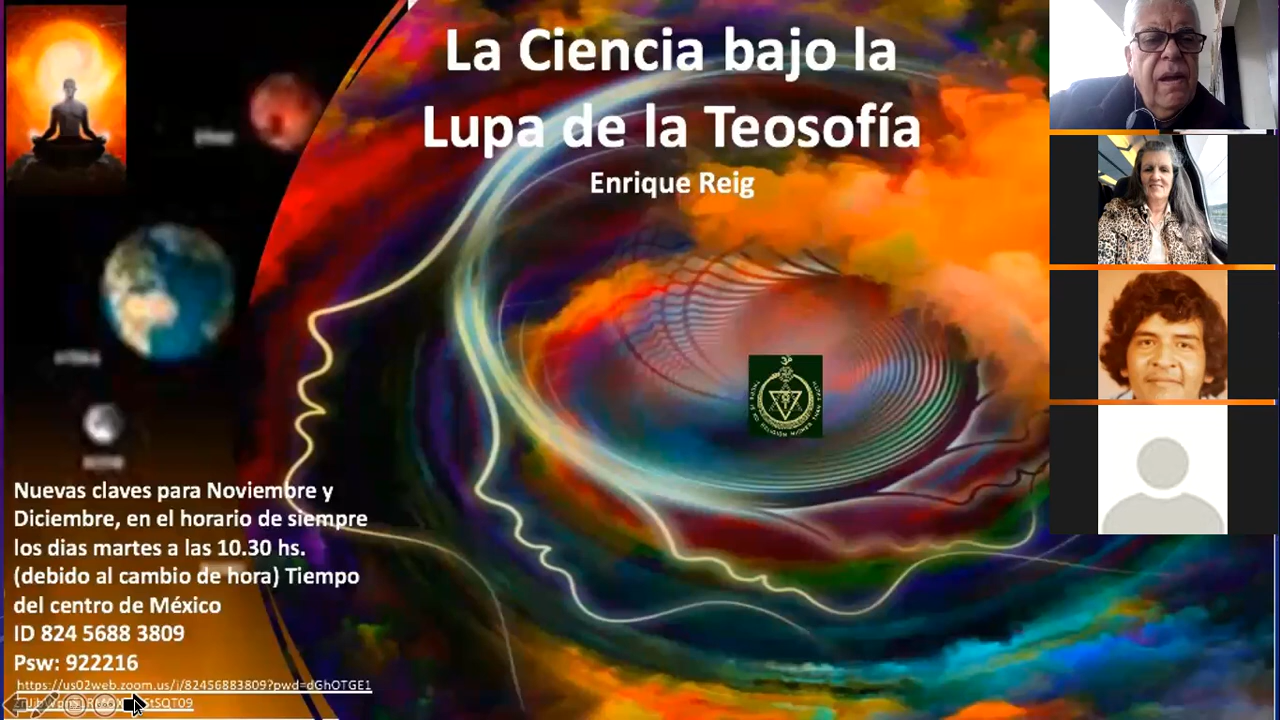 La Ciencia bajo la
Lupa de la Teosofía
Enrique Reig
Nuevas claves para Noviembre y
Diciembre, en el horario de siempre
los dias martes a las 10.30 hs.
(debido al cambio de hora) Tiempo
del centro de México
ID 824 5688 3809
Psw: 922216
https://us02web.zoom.us/j/82456883809?pwd=dGhOTGE1